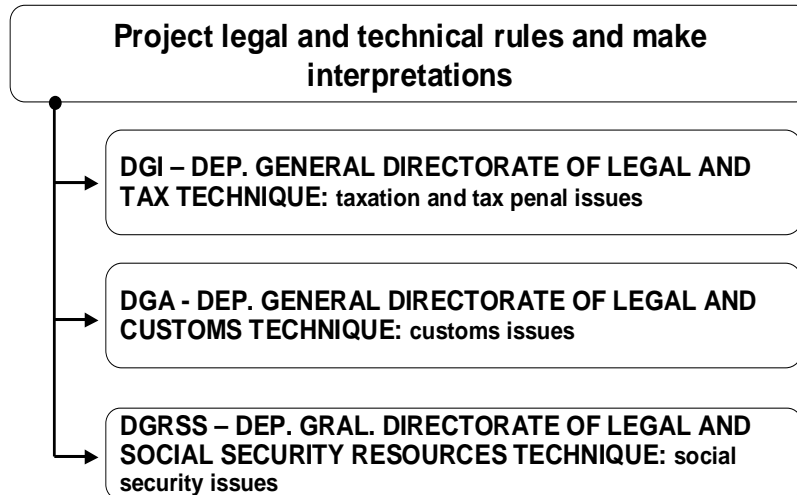 Project legal and technical rules and make
interpretations
DGI – DEP. GENERAL DIRECTORATE OF LEGAL AND
TAX TECHNIQUE: taxation and tax penal issues
DGA - DEP. GENERAL DIRECTORATE OF LEGAL AND
CUSTOMS TECHNIQUE: customs issues
DGRSS – DEP. GRAL. DIRECTORATE OF LEGAL AND
SOCIAL SECURITY RESOURCES TECHNIQUE: social
security issues